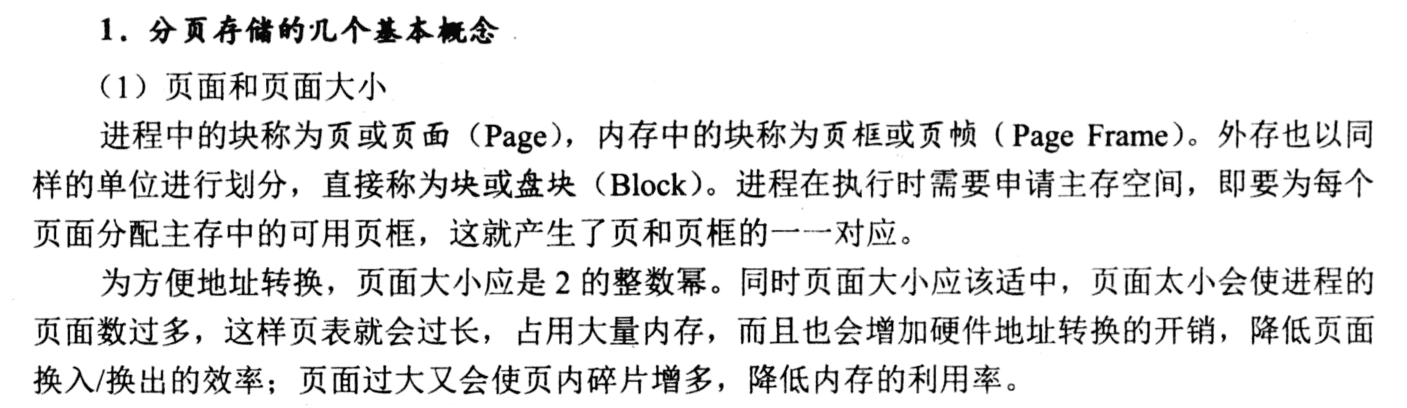 1. 分页存储的几个基本概念
（1）页面和页面大小
进程中的块称为页或页面（Page），内存中的块称为页框或页帧（Page Frame）。外存也以同
样的单位进行划分，直接称为块或盘块（Block）。进程在执行时需要申请主存空间，即要为每个
页面分配主存中的可用页框，这就产生了页和页框的一一对应。
为方便地址转换，页面大小应是 2 的整数幂。同时页面大小应该适中，页面太小会使进程的
页面数过多，这样页表就会过长，占用大量内存，而且也会增加硬件地址转换的开销，降低页面
换入/换出的效率；页面过大又会使页内碎片增多，降低内存的利用率。